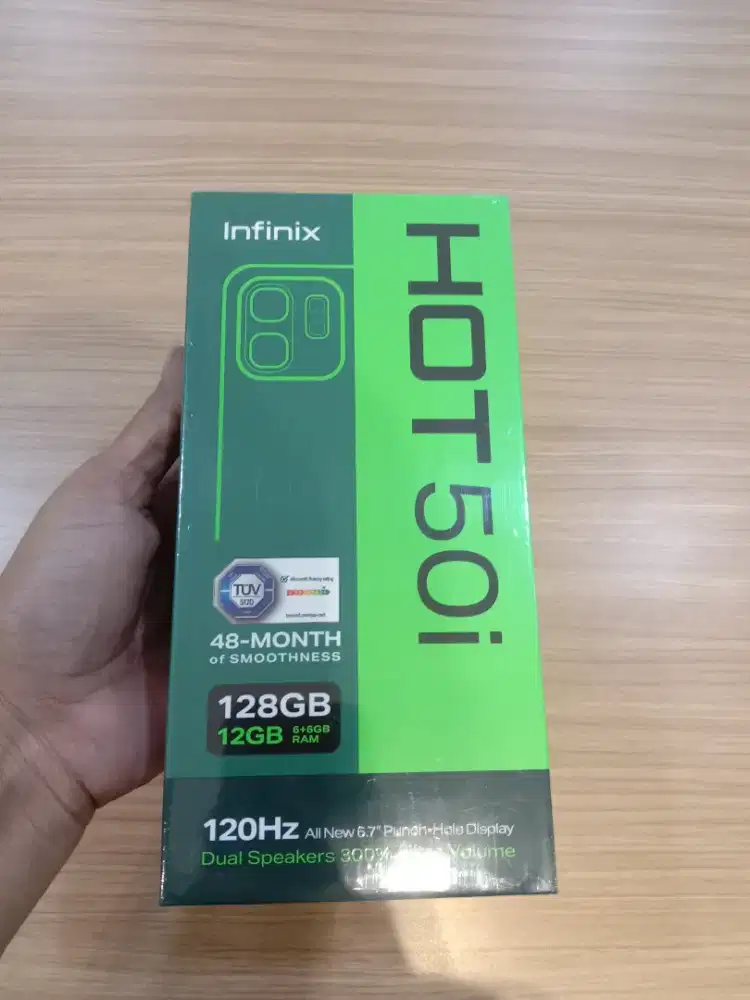 Infinix
HOT 50i
TÜV
SÜD
48-MONTH
of SMOOTHNESS
128GB
12GB 6+6GB
RAM
120Hz All New 6.7" Punch-Hole Display
Dual Speakers 300% Volume